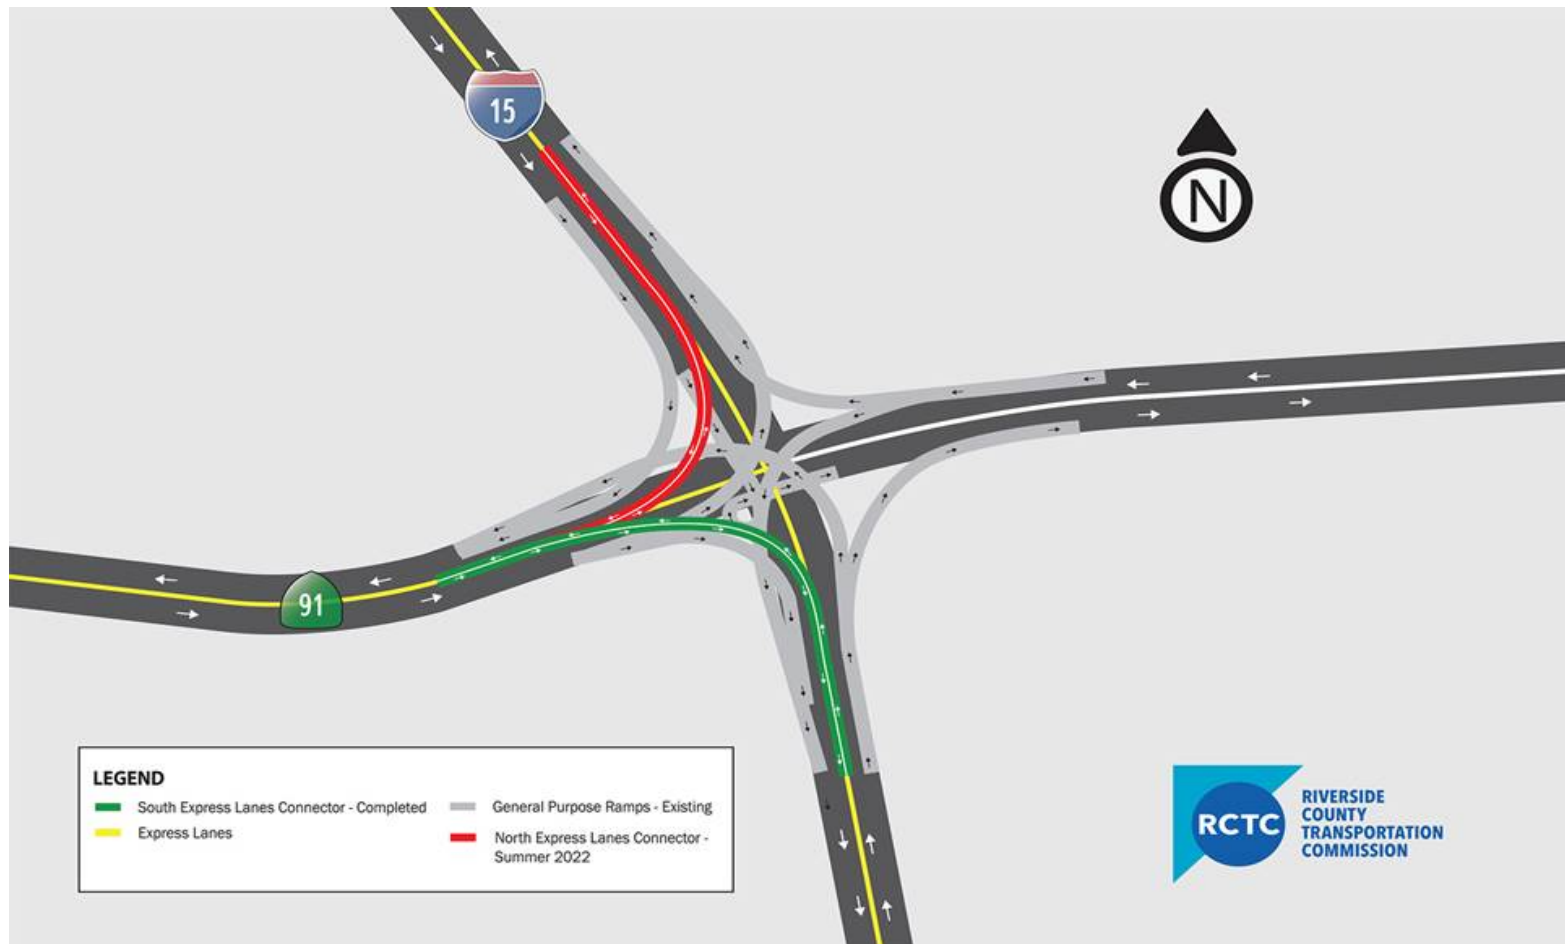 15
N
91
LEGEND
South Express Lanes Connector - Completed
Express Lanes
General Purpose Ramps - Existing
North Express Lanes Connector -
Summer 2022
RCTC
RIVERSIDE
COUNTY
TRANSPORTATION
COMMISSION